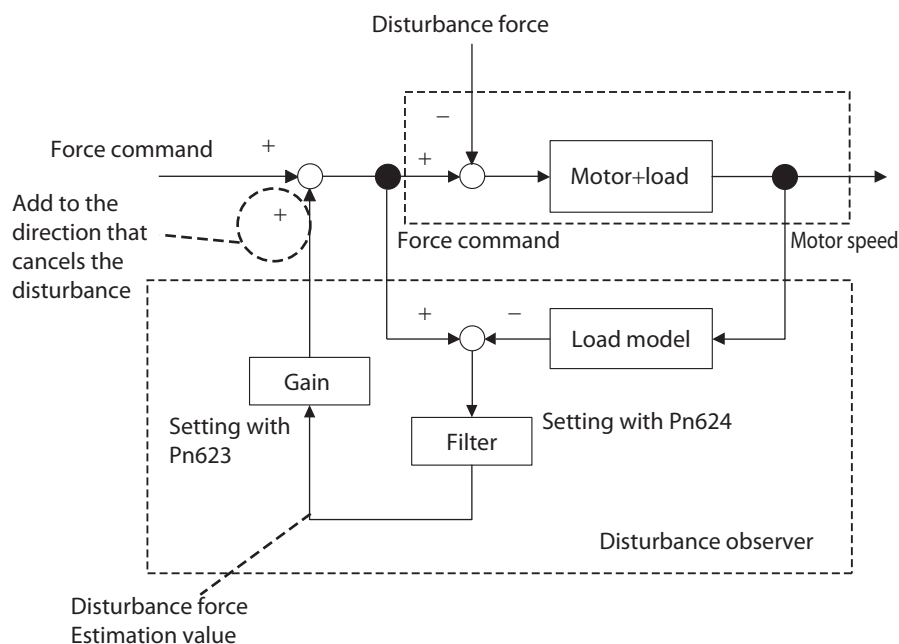 Disturbance force
−
+
Force command
+
Motor+load
Add to the
direction that
cancels the
disturbance
+
Force command
Motor speed
+
−
Load model
Gain
Setting with
Pn623
Setting with Pn624
Filter
Disturbance observer
Disturbance force
Estimation value